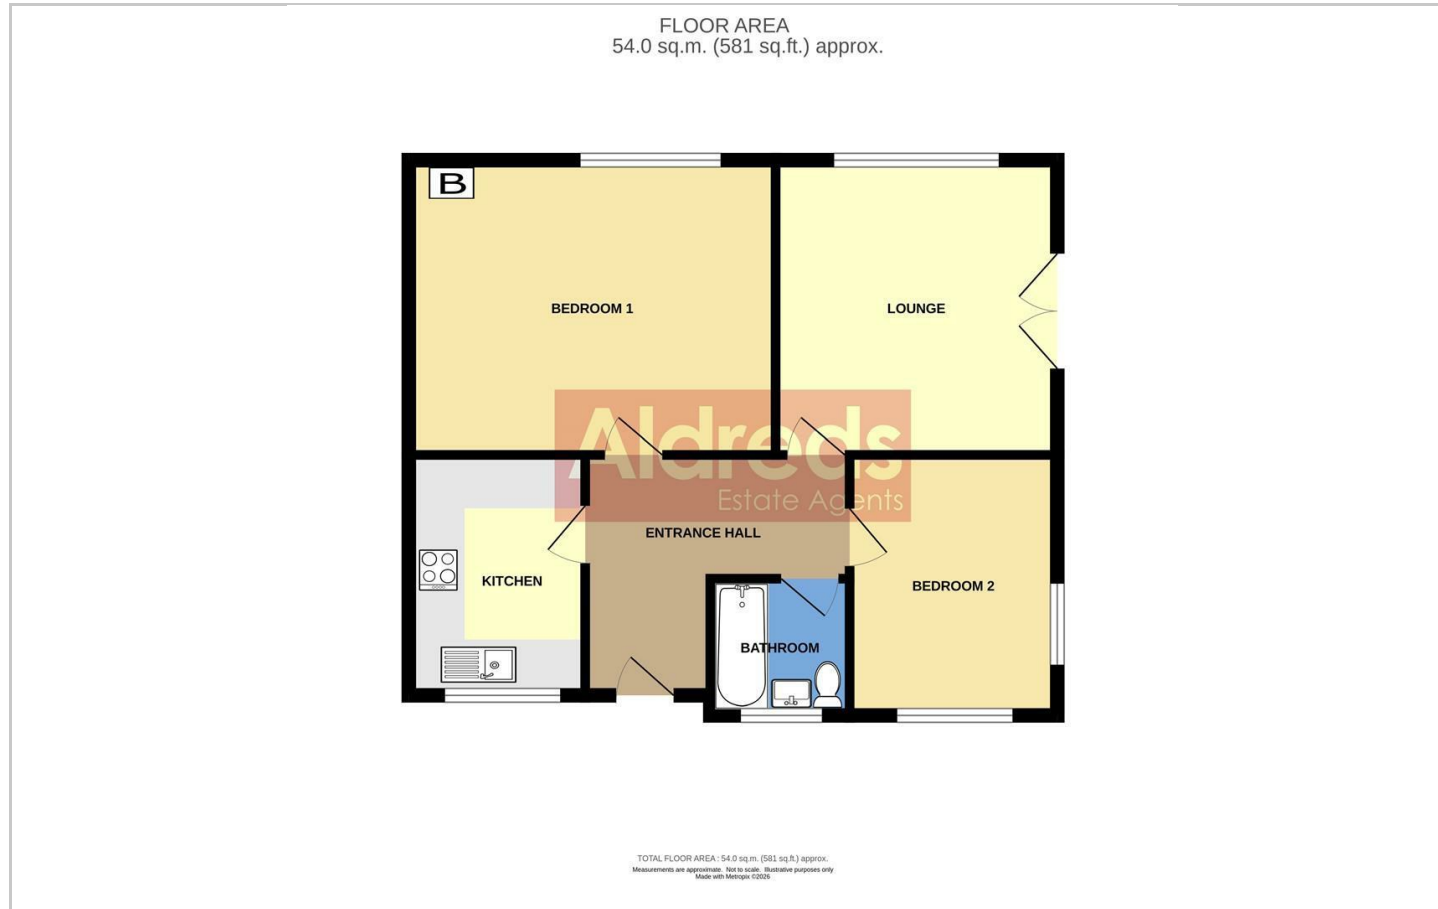 FLOOR AREA
54.0 sq.m. (581 sq.ft.) approx.
B
BEDROOM 1
LOUNGE
Aldreds
Estate Agents
ENTRANCE HALL
KITCHEN
BEDROOM 2
BATHROOM
TOTAL FLOOR AREA : 54.0 sq.m. (581 sq.ft.) approx.
Measurements are approximate. Not to scale. Illustrative purposes only
Made with Metropix ©2026